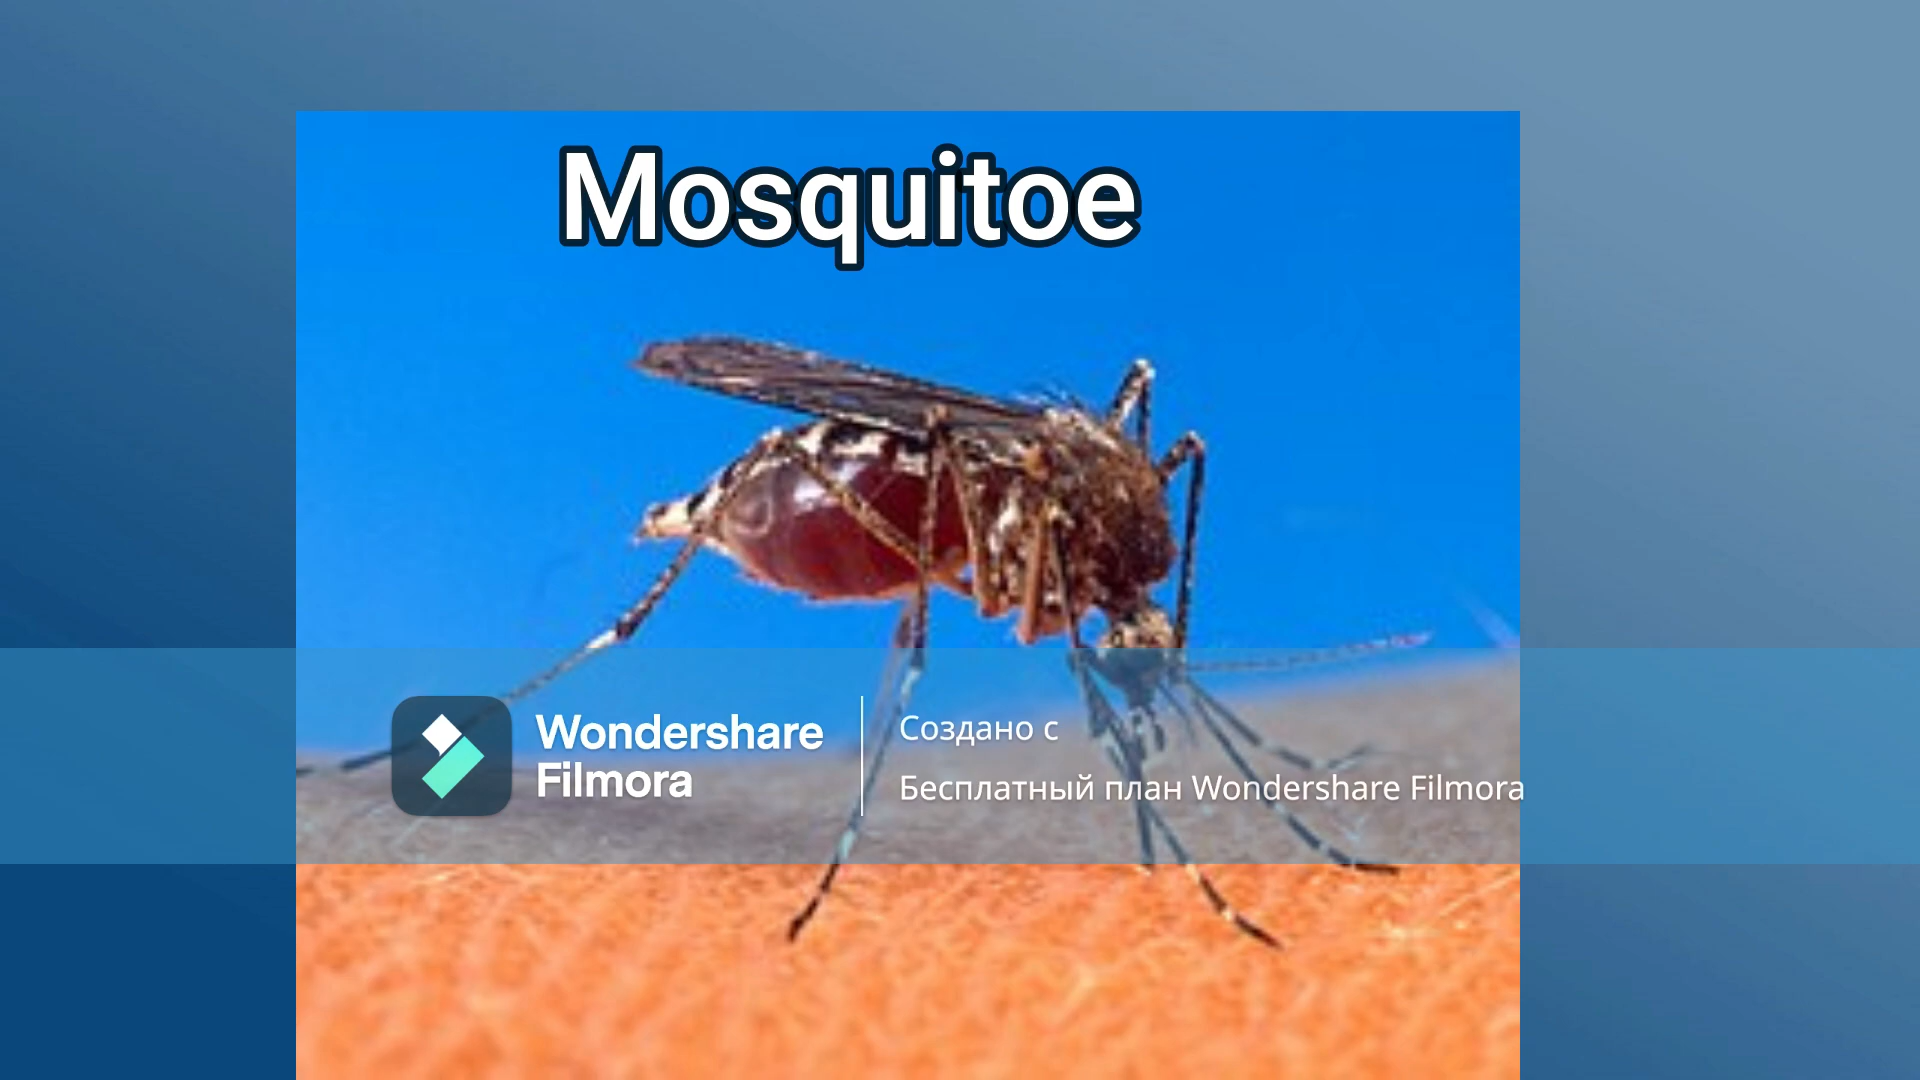 Mosquitoe
Wondershare
Filmora
Создано с
Бесплатный план Wondershare Filmora